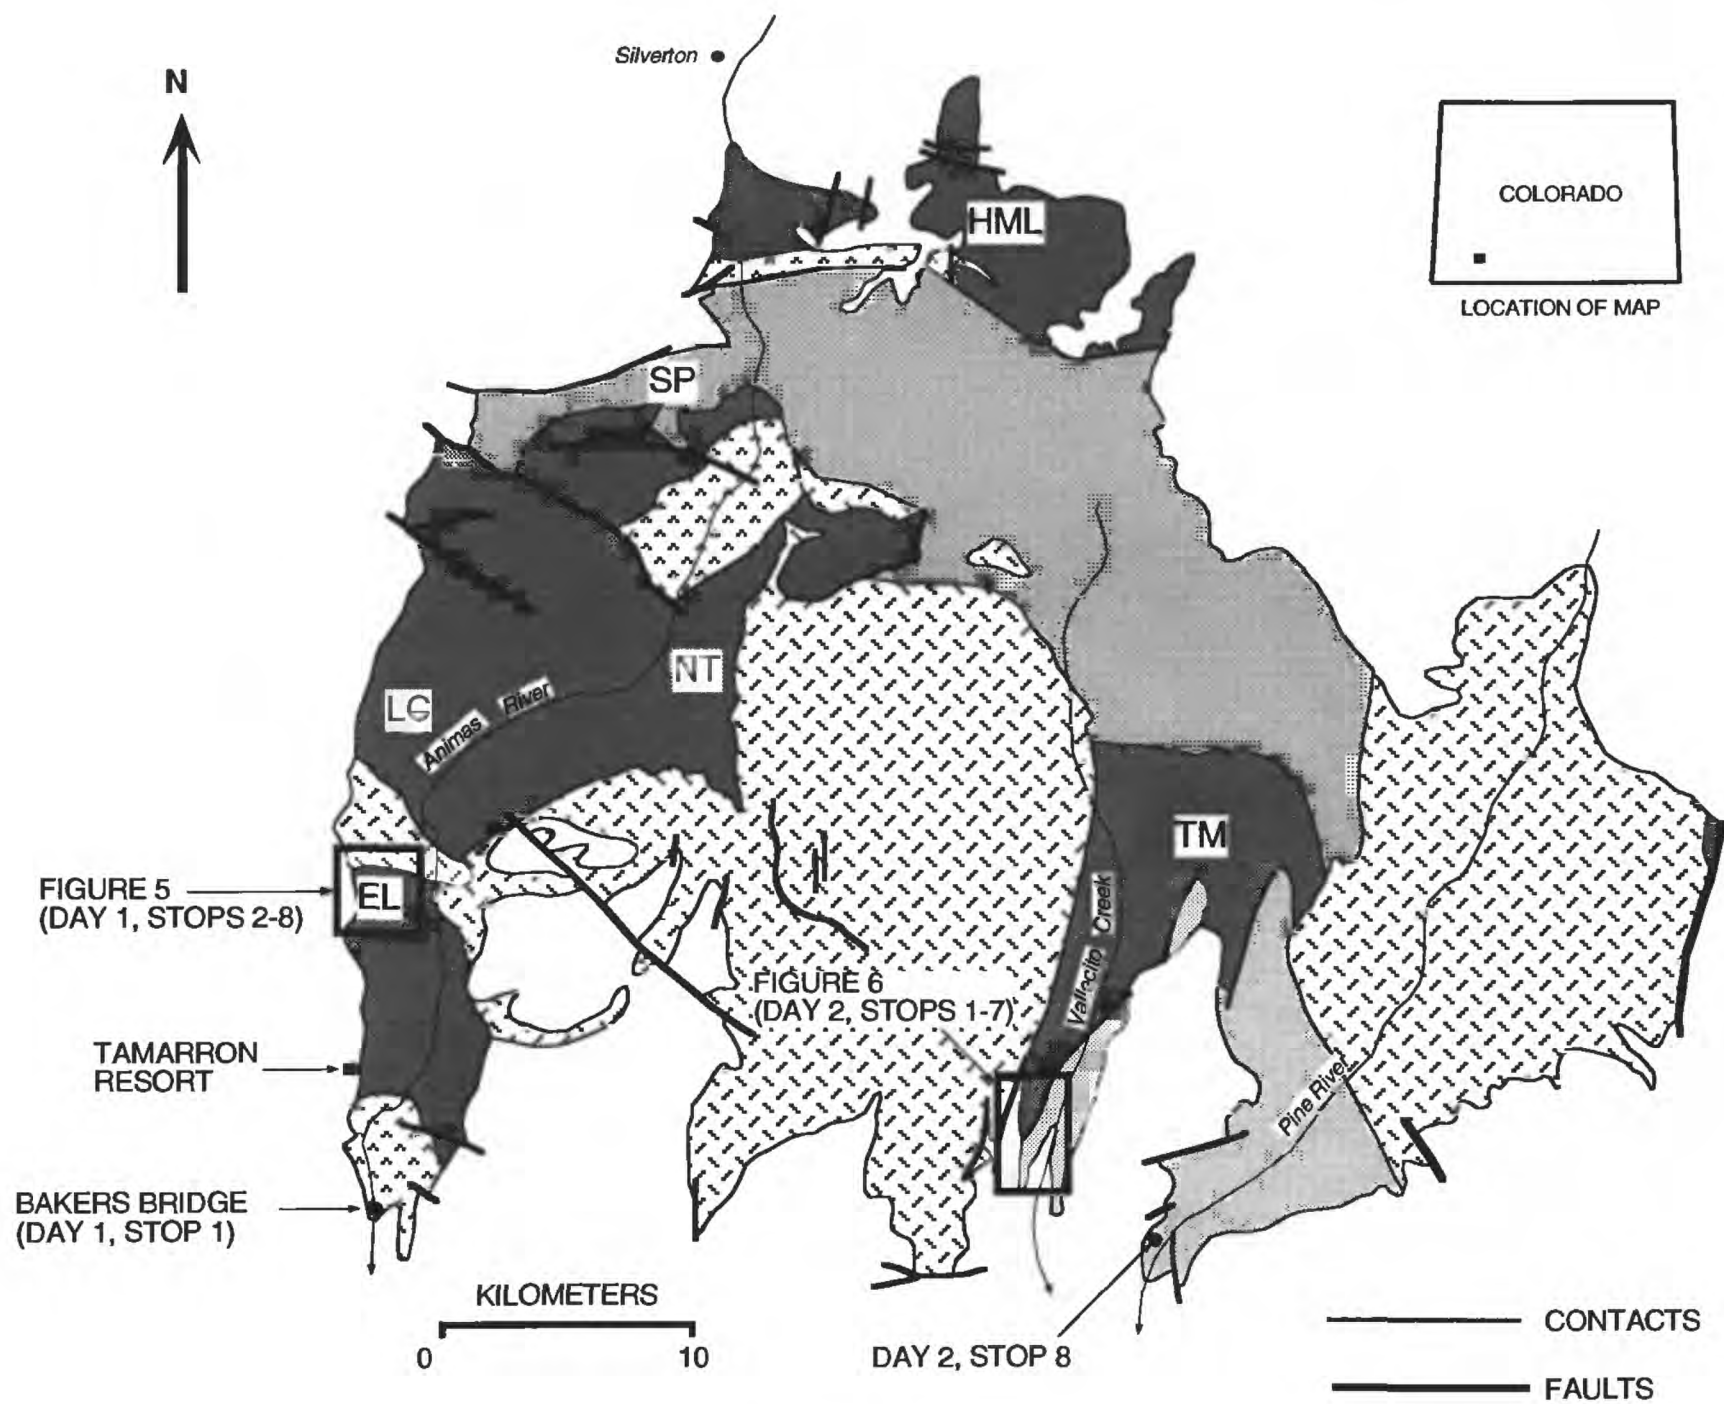 Silverton
N
COLORADO
LOCATION OF MAP
HML
SP
NT
LG
Animas River
TM
FIGURE 5
(DAY 1, STOPS 2-8)
EL
Vallecito Creek
FIGURE 6
(DAY 2, STOPS 1-7)
TAMARRON
RESORT
Pine River
BAKERS BRIDGE
(DAY 1, STOP 1)
KILOMETERS
0 10
DAY 2, STOP 8
CONTACTS
FAULTS